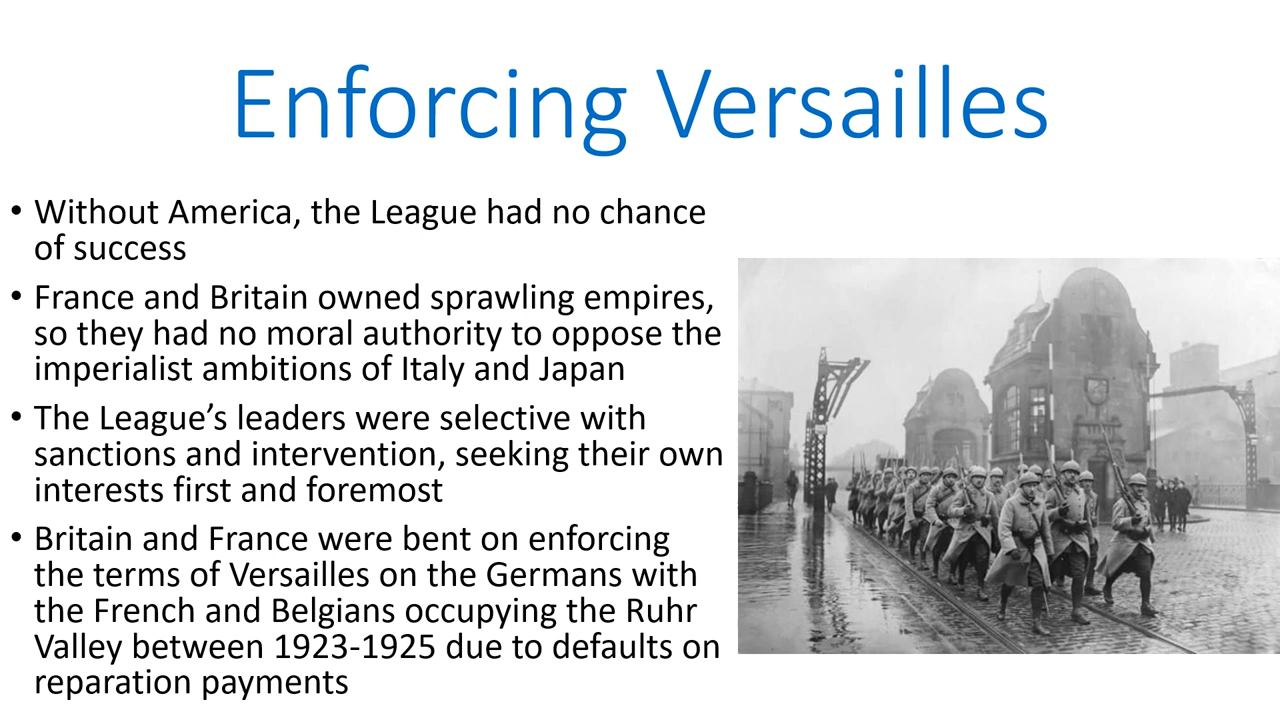 Enforcing Versailles
• Without America, the League had no chance
of success
• France and Britain owned sprawling empires,
so they had no moral authority to oppose the
imperialist ambitions of Italy and Japan
• The League’s leaders were selective with
sanctions and intervention, seeking their own
interests first and foremost
• Britain and France were bent on enforcing
the terms of Versailles on the Germans with
the French and Belgians occupying the Ruhr
Valley between 1923-1925 due to defaults on
reparation payments